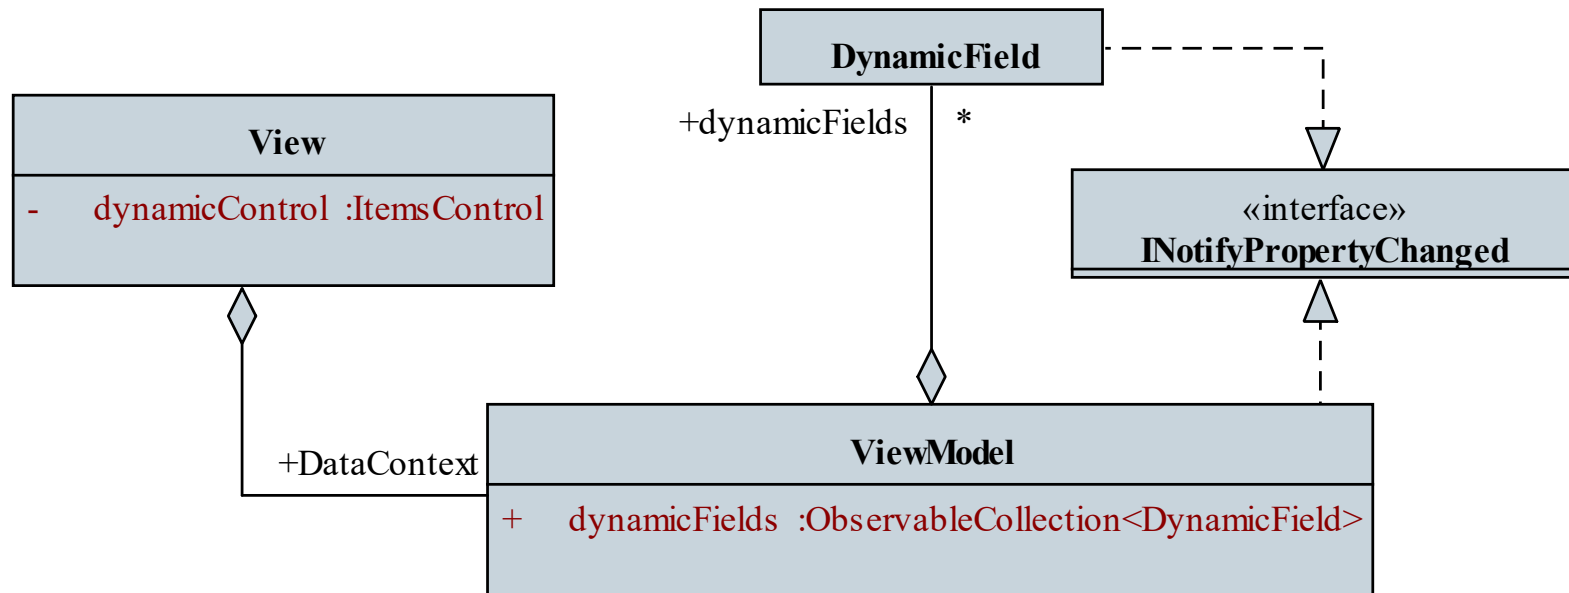 DynamicField
+dynamicFields *
View
- dynamicControl :ItemsControl
«interface»
INotifyPropertyChanged
+DataContext
ViewModel
+ dynamicFields :ObservableCollection<DynamicField>